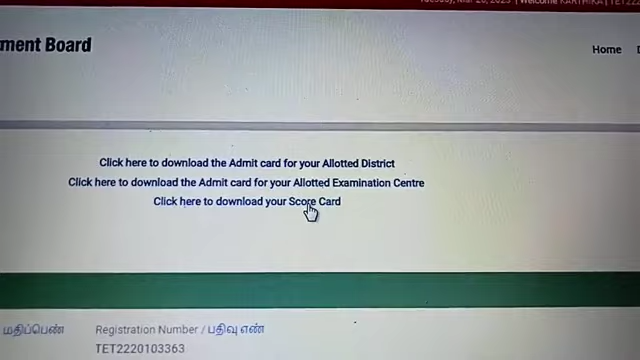 ment Board
Home
Click here to download the Admit card for your Allotted District
Click here to download the Admit card for your Allotted Examination Centre
Click here to download your Score Card
மதிப்பெண் Registration Number / பதிவு எண்
TET2220103363